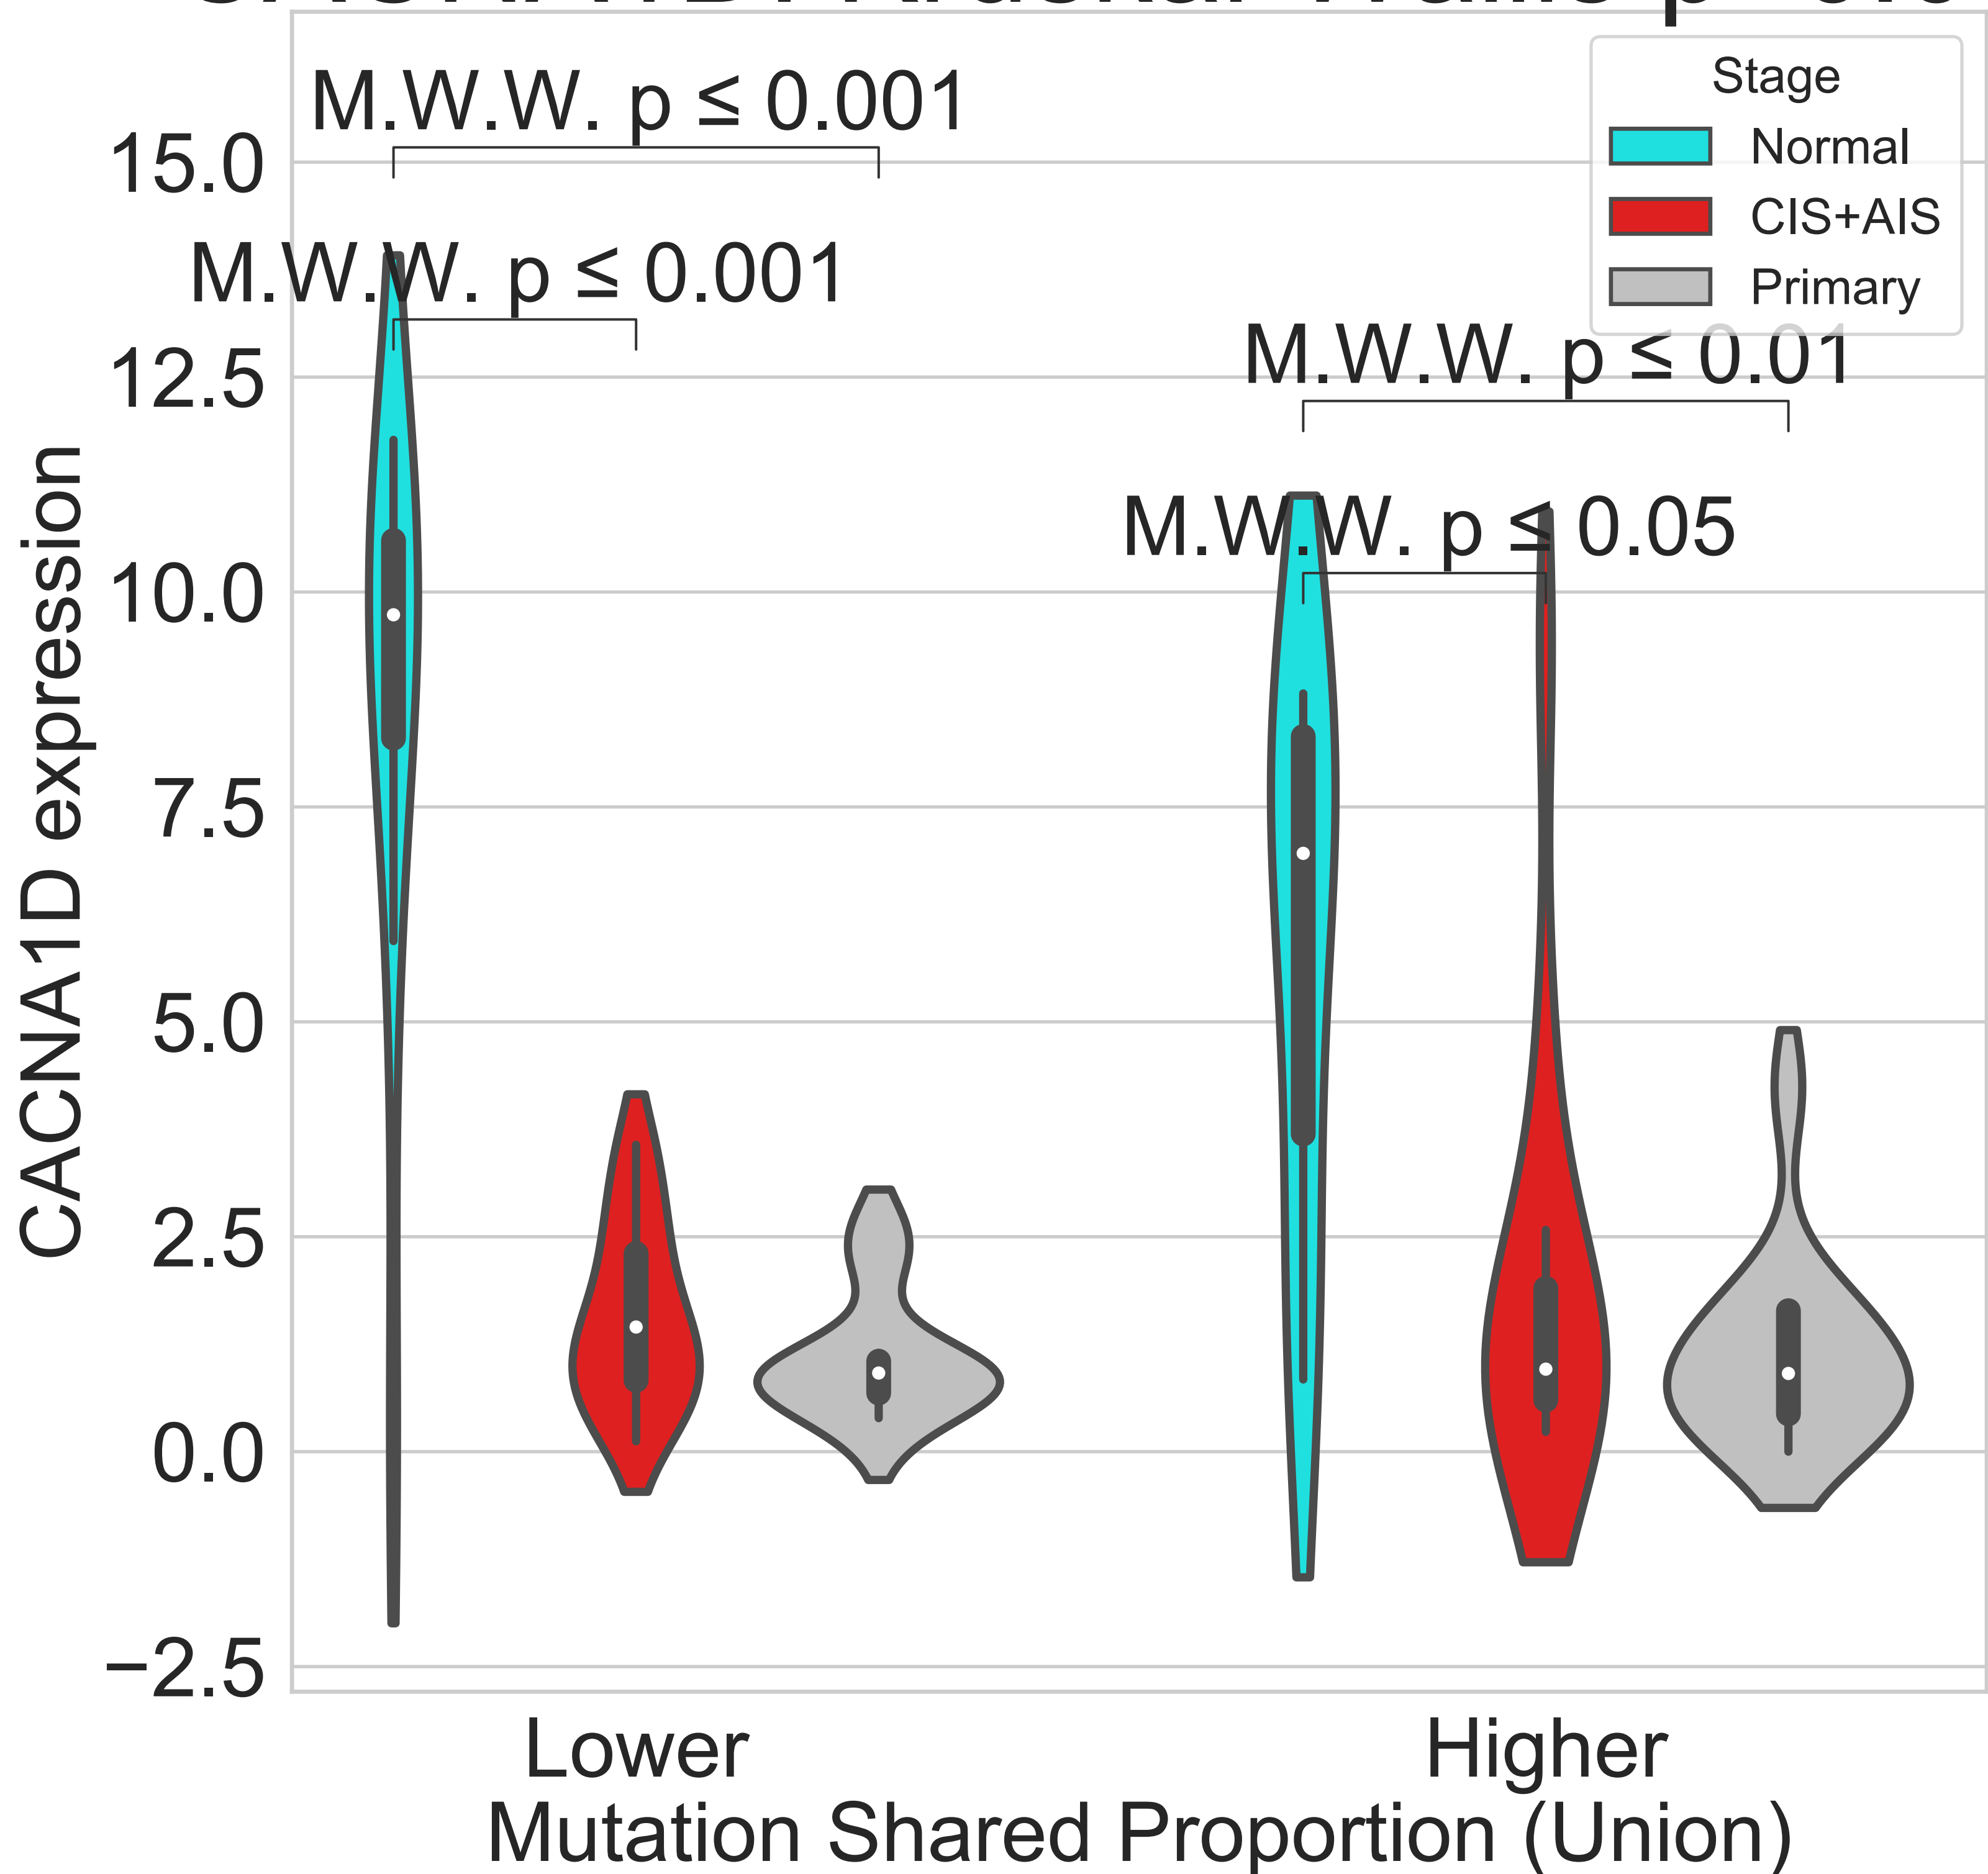 M.W.W. p ≤ 0.001
Stage
Normal
CIS+AIS
Primary
15.0
M.W.W. p ≤ 0.001
M.W.W. p ≤ 0.01
12.5
M.W.W. p ≤ 0.05
10.0
7.5
5.0
2.5
0.0
−2.5
CACNA1D expression
Lower
Higher
Mutation Shared Proportion (Union)